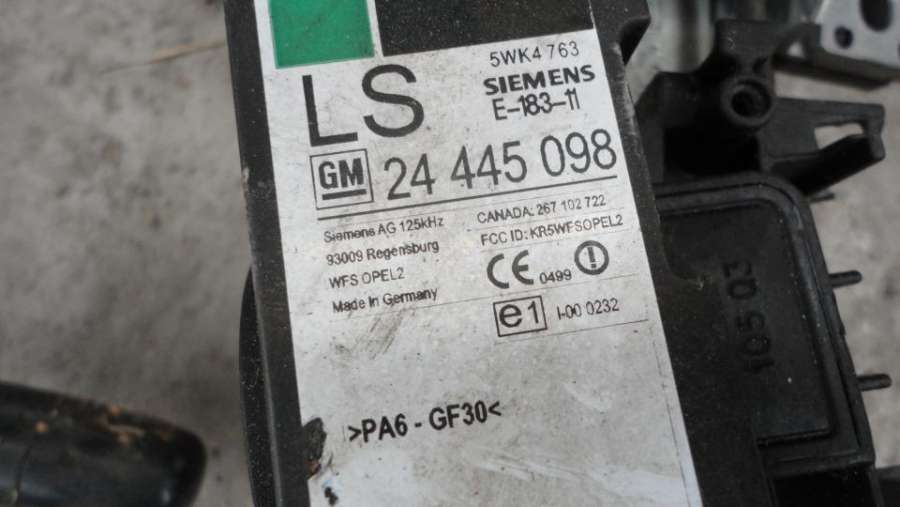 5WK4 763
SIEMENS
E-183-11
LS
GM 24 445 098
Siemens AG 125kHz
93009 Regensburg
WFS OPEL2
Made in Germany
CANADA: 267 102 722
FCC ID: KR5WFSOPEL2
CE 0499
e1 I-00 0232
>PA6 - GF30<